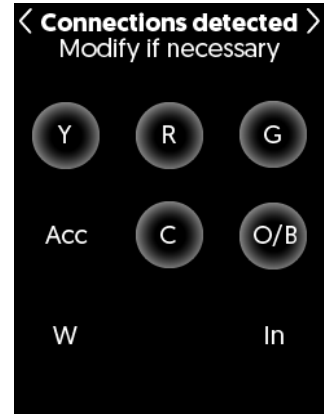 < Connections detected >
Modify if necessary
Y R G
Acc C O/B
W In